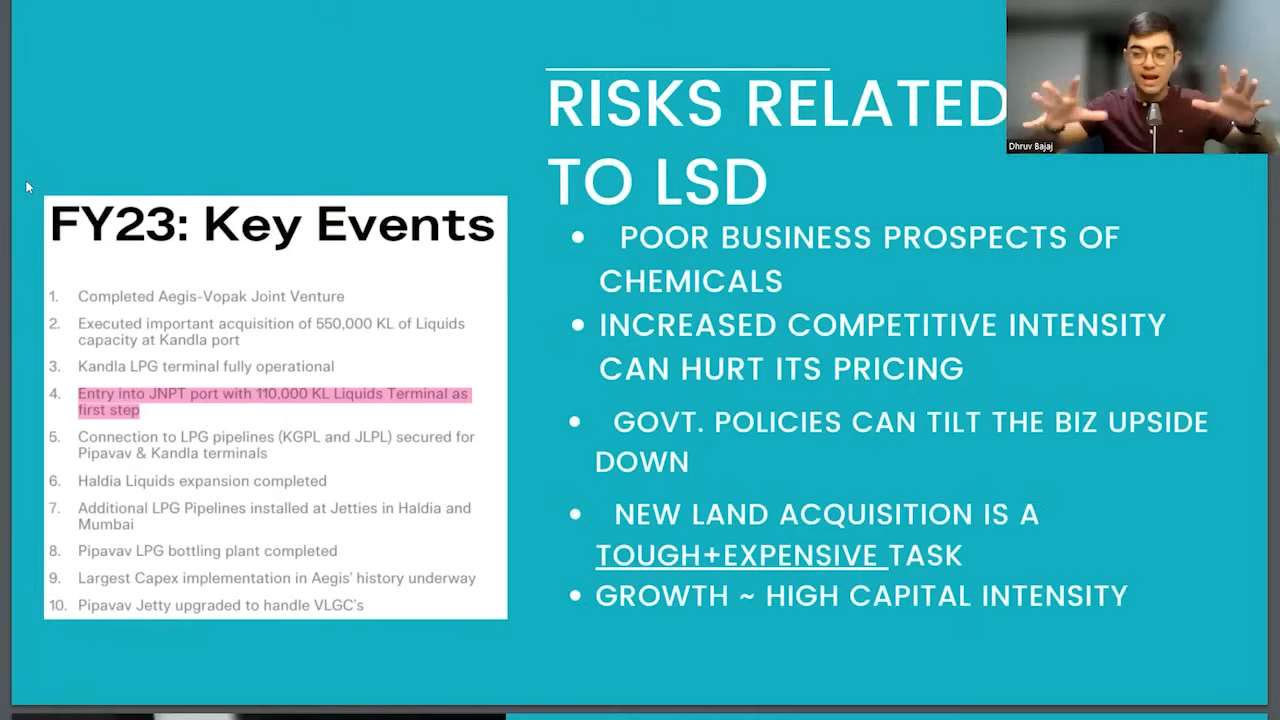 RISKS RELATED
TO LSD
Dhruv Bajaj
FY23: Key Events
1. Completed Aegis-Vopak Joint Venture
2. Executed important acquisition of 550,000 KL of Liquids
capacity at Kandla port
3. Kandla LPG terminal fully operational
4. Entry into JNPT port with 110,000 KL Liquids Terminal as
first step
5. Connection to LPG pipelines (KGPL and JLPL) secured for
Pipavav & Kandla terminals
6. Haldia Liquids expansion completed
7. Additional LPG Pipelines installed at Jetties in Haldia and
Mumbai
8. Pipavav LPG bottling plant completed
9. Largest Capex implementation in Aegis' history underway
10. Pipavav Jetty upgraded to handle VLGC's
• POOR BUSINESS PROSPECTS OF
CHEMICALS
• INCREASED COMPETITIVE INTENSITY
CAN HURT ITS PRICING
• GOVT. POLICIES CAN TILT THE BIZ UPSIDE
DOWN
• NEW LAND ACQUISITION IS A
TOUGH+EXPENSIVE TASK
• GROWTH ~ HIGH CAPITAL INTENSITY